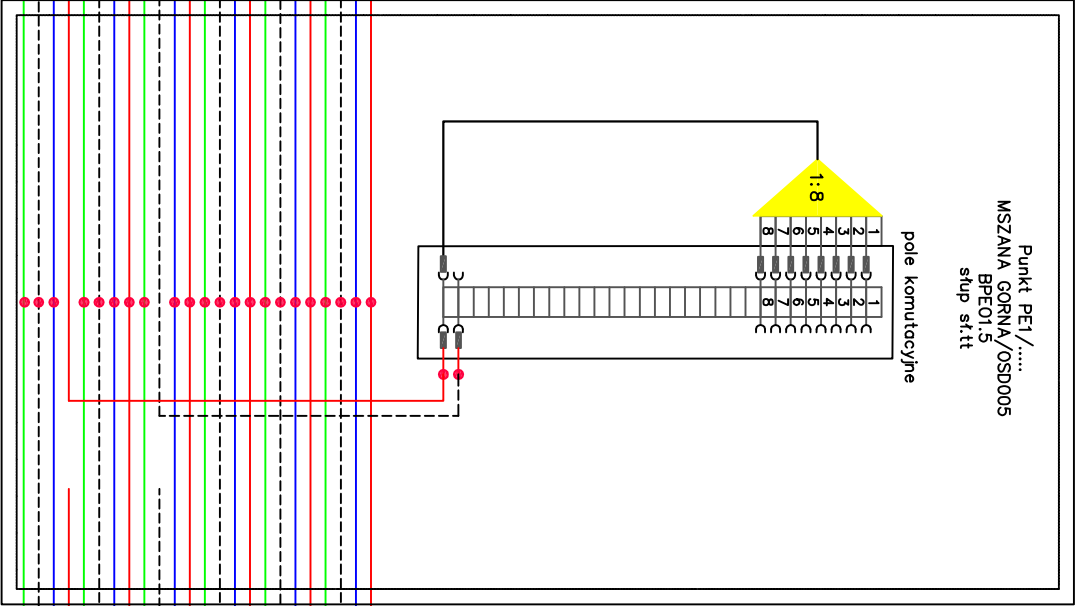 Punkt PE1/.....
MSZANA GORNA/OSD005
BPE01.5
słup sł.tt
pole komutacyjne
1:8
1 2 3 4 5 6 7 8
1 2 3 4 5 6 7 8